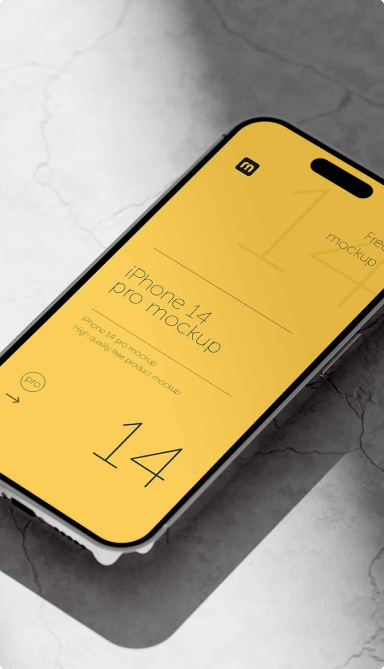 m
Free
mockup
14
iPhone 14
pro mockup
iPhone 14 pro mockup
High quality free product mockup
pro
→
14